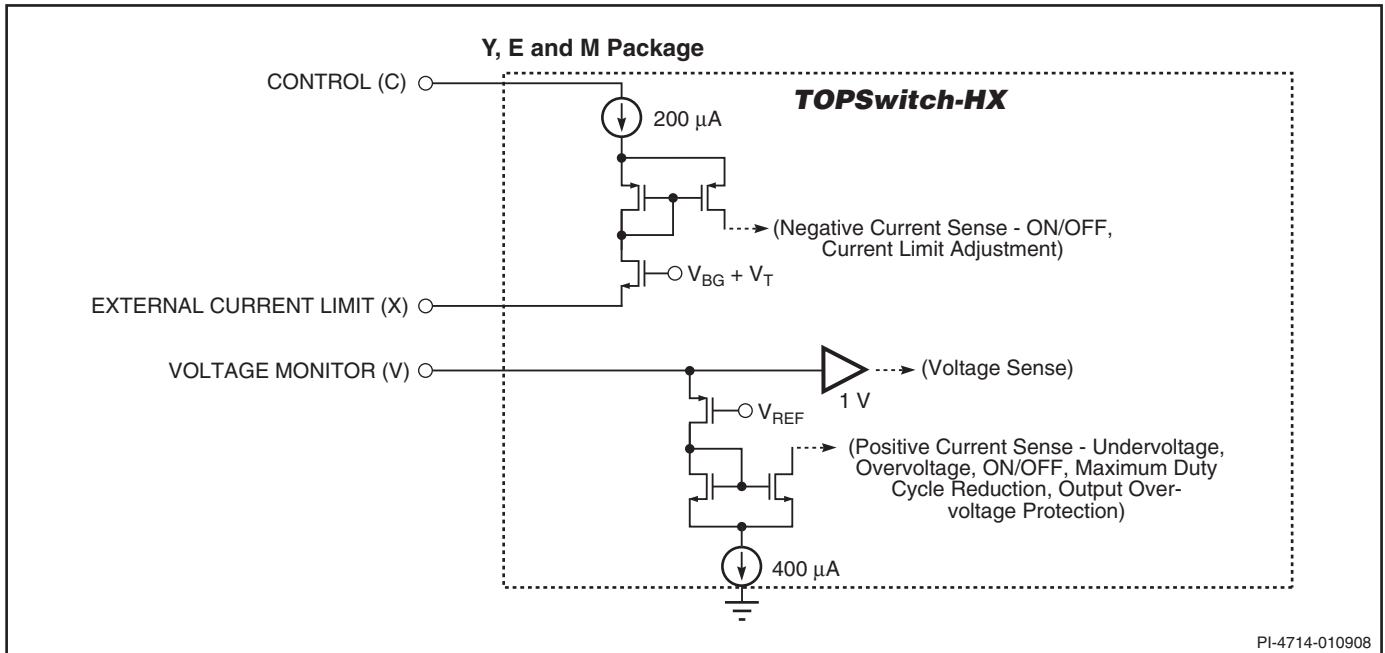 Y, E and M Package
CONTROL (C)
TOPSwitch-HX
200 μA
(Negative Current Sense - ON/OFF,
Current Limit Adjustment)
V_BG + V_T
EXTERNAL CURRENT LIMIT (X)
VOLTAGE MONITOR (V)
(Voltage Sense)
1 V
V_REF
(Positive Current Sense - Undervoltage,
Overvoltage, ON/OFF, Maximum Duty
Cycle Reduction, Output Over-
voltage Protection)
400 μA
PI-4714-010908